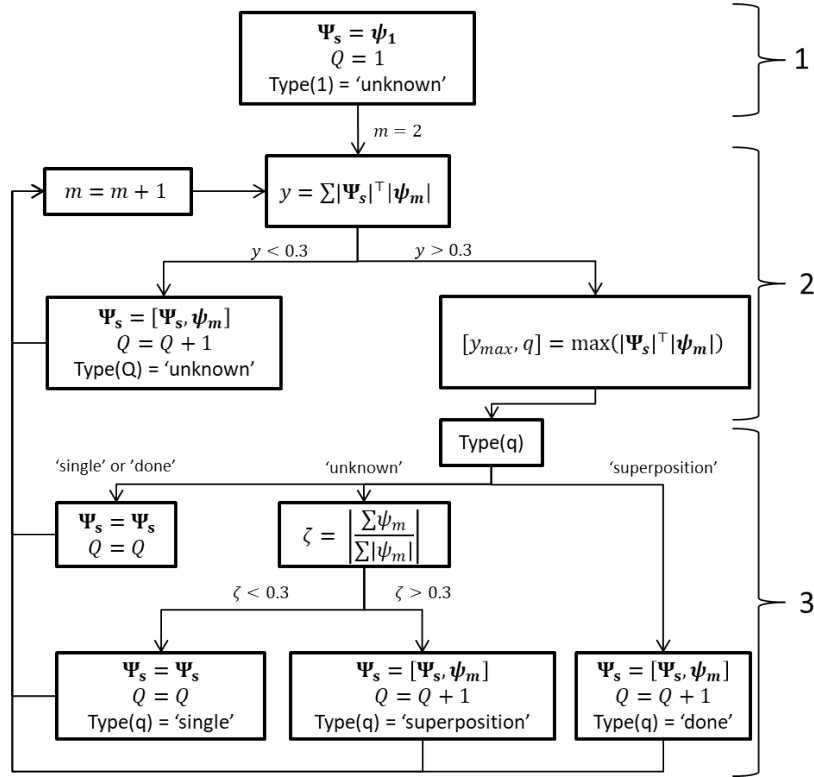 𝚿ₛ = 𝝍₁
Q = 1
Type(1) = ‘unknown’
1
m = 2
m = m + 1
y = ∑|𝚿ₛ|ᵀ|𝝍ₘ|
y < 0.3
y > 0.3
2
𝚿ₛ = [𝚿ₛ, 𝝍ₘ]
Q = Q + 1
Type(Q) = ‘unknown’
[yₘₐₓ, q] = max(|𝚿ₛ|ᵀ|𝝍ₘ|)
Type(q)
‘single’ or ‘done’
‘unknown’
‘superposition’
𝚿ₛ = 𝚿ₛ
Q = Q
ζ = |∑ψₘ / ∑|ψₘ||
ζ < 0.3
ζ > 0.3
3
𝚿ₛ = 𝚿ₛ
Q = Q
Type(q) = ‘single’
𝚿ₛ = [𝚿ₛ, 𝝍ₘ]
Q = Q + 1
Type(q) = ‘superposition’
𝚿ₛ = [𝚿ₛ, 𝝍ₘ]
Q = Q + 1
Type(q) = ‘done’